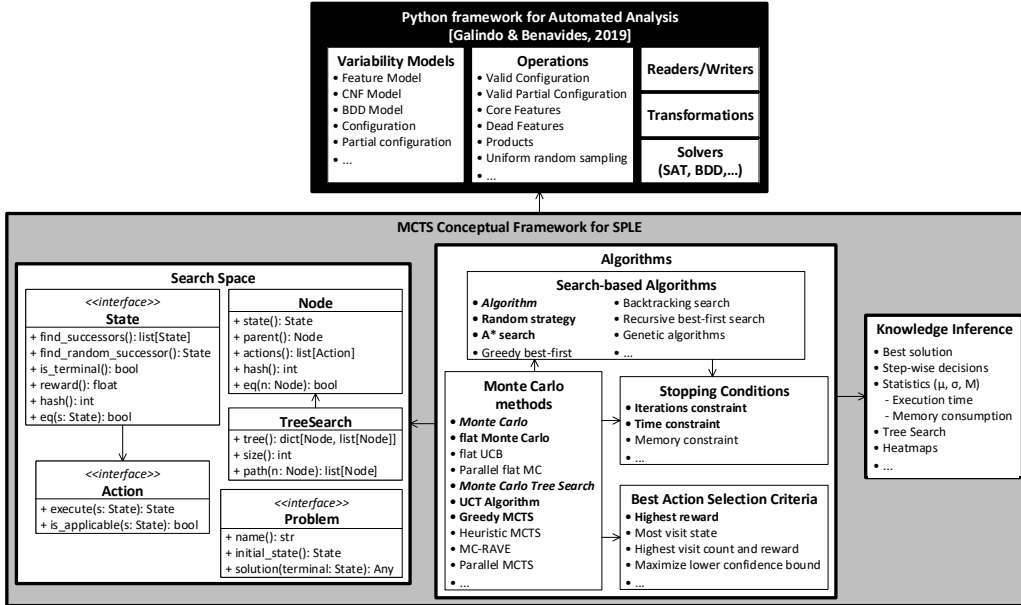 Python framework for Automated Analysis
[Galindo & Benavides, 2019]
Variability Models
• Feature Model
• CNF Model
• BDD Model
• Configuration
• Partial configuration
• ...
Operations
• Valid Configuration
• Valid Partial Configuration
• Core Features
• Dead Features
• Products
• Uniform random sampling
• ...
Readers/Writers
Transformations
Solvers
(SAT, BDD,...)
MCTS Conceptual Framework for SPLE
Search Space
<<interface>>
State
+ find_successors(): list[State]
+ find_random_successor(): State
+ is_terminal(): bool
+ reward(): float
+ hash(): int
+ eq(s: State): bool
<<interface>>
Action
+ execute(s: State): State
+ is_applicable(s: State): bool
Node
+ state(): State
+ parent(): Node
+ actions(): list[Action]
+ hash(): int
+ eq(n: Node): bool
TreeSearch
+ tree(): dict[Node, list[Node]]
+ size(): int
+ path(n: Node): list[Node]
<<interface>>
Problem
+ name(): str
+ initial_state(): State
+ solution(terminal: State): Any
Algorithms
Search-based Algorithms
• Algorithm
• Random strategy
• A* search
• Greedy best-first
• Backtracking search
• Recursive best-first search
• Genetic algorithms
• ...
Monte Carlo
methods
• Monte Carlo
• flat Monte Carlo
• flat UCB
• Parallel flat MC
• Monte Carlo Tree Search
• UCT Algorithm
• Greedy MCTS
• Heuristic MCTS
• MC-RAVE
• Parallel MCTS
• ...
Stopping Conditions
• Iterations constraint
• Time constraint
• Memory constraint
• ...
Best Action Selection Criteria
• Highest reward
• Most visit state
• Highest visit count and reward
• Maximize lower confidence bound
• ...
Knowledge Inference
• Best solution
• Step-wise decisions
• Statistics (μ, σ, M)
- Execution time
- Memory consumption
• Tree Search
• Heatmaps
• ...